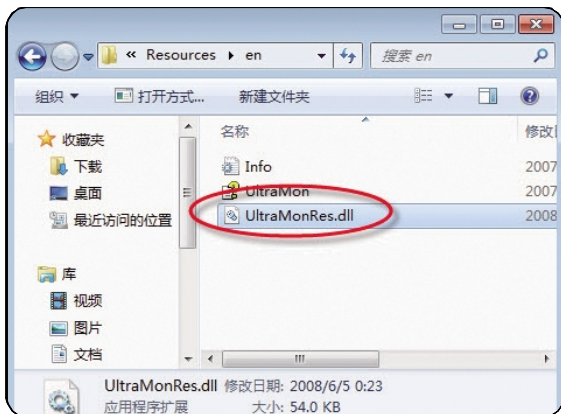 « Resources en
搜索 en
组织 打开方式... 新建文件夹
名称 修改
收藏夹
下载
桌面
最近访问的位置
库
视频
图片
文档
Info 2007
UltraMon 2007
UltraMonRes.dll 2008
UltraMonRes.dll 修改日期: 2008/6/5 0:23
应用程序扩展 大小: 54.0 KB